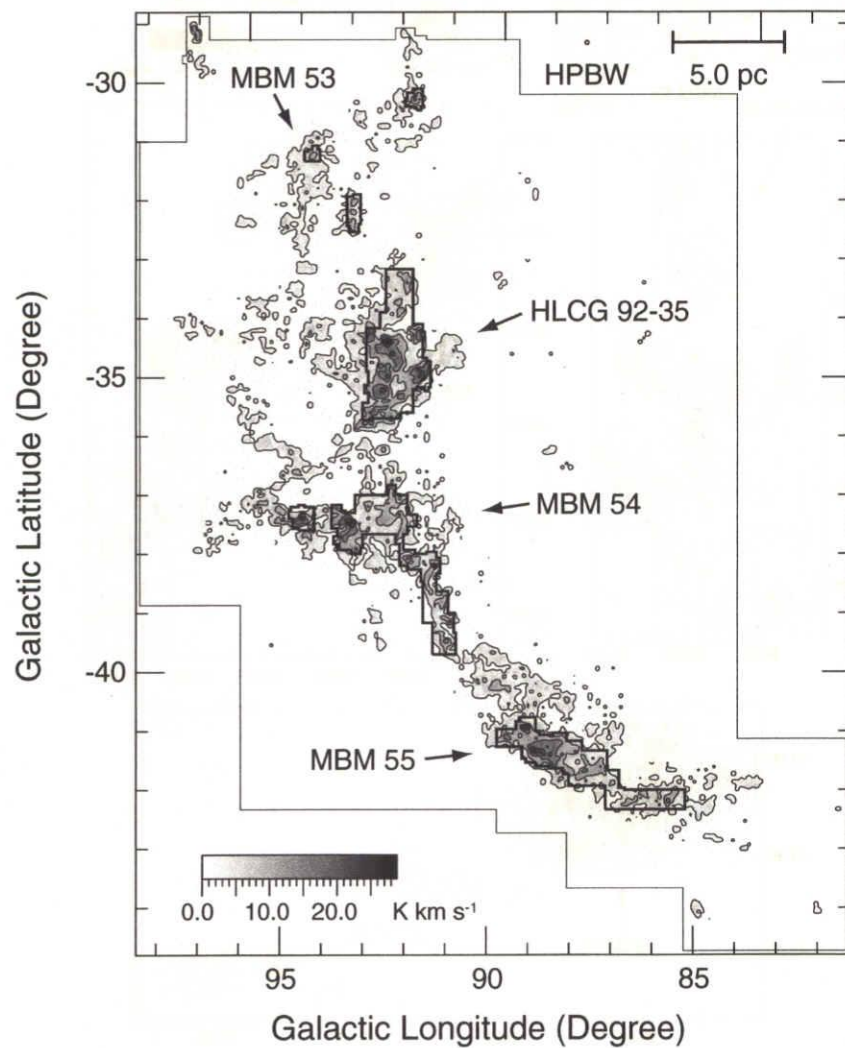 -30
MBM 53
HPBW
5.0 pc
HLCG 92-35
-35
MBM 54
Galactic Latitude (Degree)
-40
MBM 55
0.0 10.0 20.0 K km s⁻¹
95 90 85
Galactic Longitude (Degree)